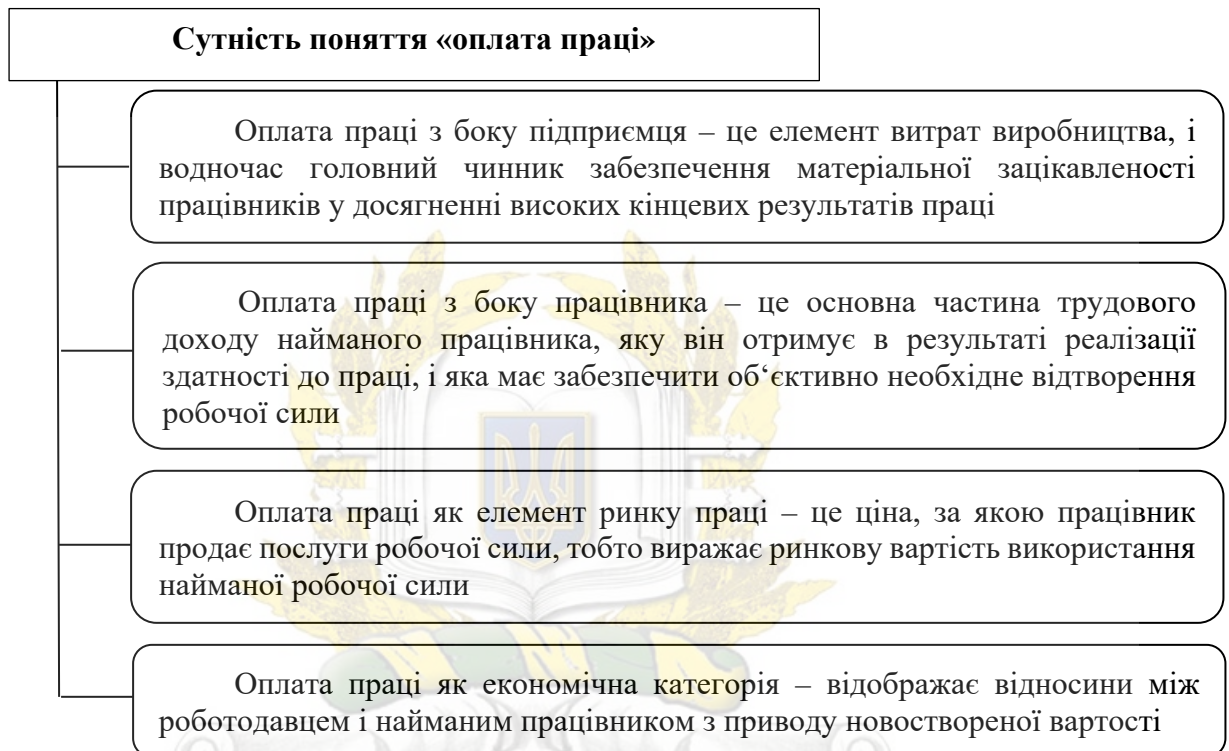 Сутність поняття «оплата праці»
Оплата праці з боку підприємця – це елемент витрат виробництва, і
водночас головний чинник забезпечення матеріальної зацікавленості
працівників у досягненні високих кінцевих результатів праці
Оплата праці з боку працівника – це основна частина трудового
доходу найманого працівника, яку він отримує в результаті реалізації
здатності до праці, і яка має забезпечити об‘єктивно необхідне відтворення
робочої сили
Оплата праці як елемент ринку праці – це ціна, за якою працівник
продає послуги робочої сили, тобто виражає ринкову вартість використання
найманої робочої сили
Оплата праці як економічна категорія – відображає відносини між
роботодавцем і найманим працівником з приводу новоствореної вартості